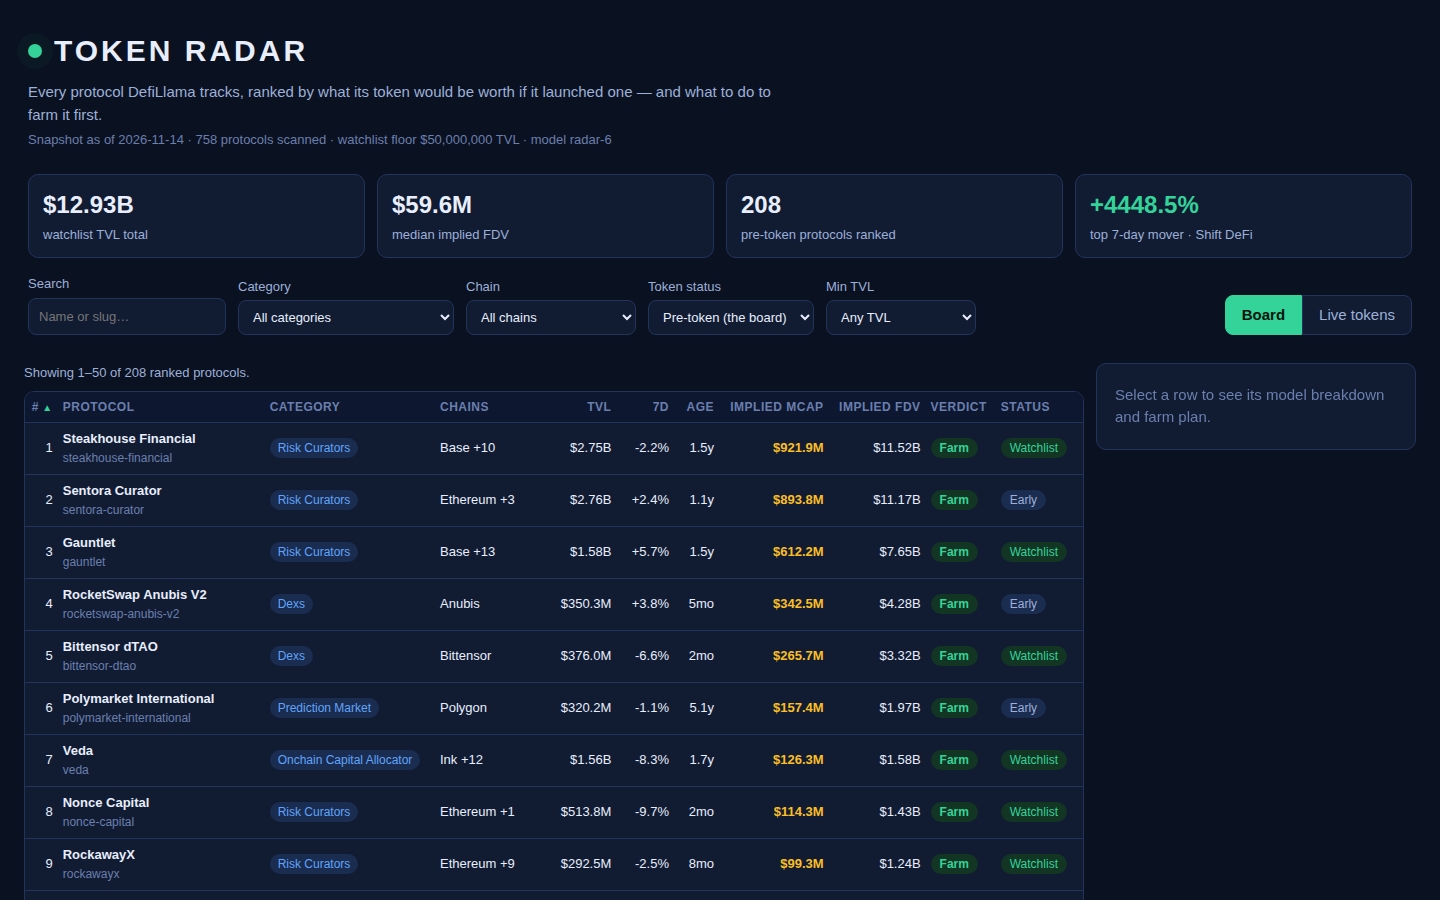 TOKEN RADAR
Every protocol DefiLlama tracks, ranked by what its token would be worth if it launched one — and what to do to
farm it first.
Snapshot as of 2026-11-14 · 758 protocols scanned · watchlist floor $50,000,000 TVL · model radar-6
$12.93B
watchlist TVL total
$59.6M
median implied FDV
208
pre-token protocols ranked
+4448.5%
top 7-day mover · Shift DeFi
Search
Name or slug…
Category
All categories
Chain
All chains
Token status
Pre-token (the board)
Min TVL
Any TVL
Board
Live tokens
Showing 1–50 of 208 ranked protocols.
# ▲ PROTOCOL CATEGORY CHAINS TVL 7D AGE IMPLIED MCAP IMPLIED FDV VERDICT STATUS
1 Steakhouse Financial Risk Curators Base +10 $2.75B -2.2% 1.5y $921.9M $11.52B Farm Watchlist
steakhouse-financial
2 Sentora Curator Risk Curators Ethereum +3 $2.76B +2.4% 1.1y $893.8M $11.17B Farm Early
sentora-curator
3 Gauntlet Risk Curators Base +13 $1.58B +5.7% 1.5y $612.2M $7.65B Farm Watchlist
gauntlet
4 RocketSwap Anubis V2 Dexs Anubis $350.3M +3.8% 5mo $342.5M $4.28B Farm Early
rocketswap-anubis-v2
5 Bittensor dTAO Dexs Bittensor $376.0M -6.6% 2mo $265.7M $3.32B Farm Watchlist
bittensor-dtao
6 Polymarket International Prediction Market Polygon $320.2M -1.1% 5.1y $157.4M $1.97B Farm Early
polymarket-international
7 Veda Onchain Capital Allocator Ink +12 $1.56B -8.3% 1.7y $126.3M $1.58B Farm Watchlist
veda
8 Nonce Capital Risk Curators Ethereum +1 $513.8M -9.7% 2mo $114.3M $1.43B Farm Watchlist
nonce-capital
9 RockawayX Risk Curators Ethereum +9 $292.5M -2.5% 8mo $99.3M $1.24B Farm Watchlist
rockawayx
Select a row to see its model breakdown
and farm plan.